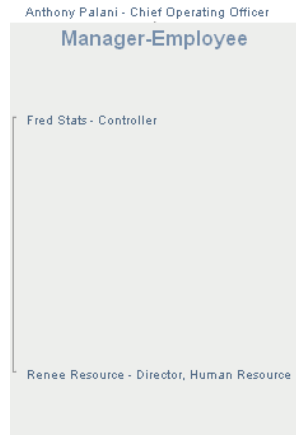 Anthony Palani - Chief Operating Officer
Manager-Employee
Fred Stats - Controller
Renee Resource - Director, Human Resource